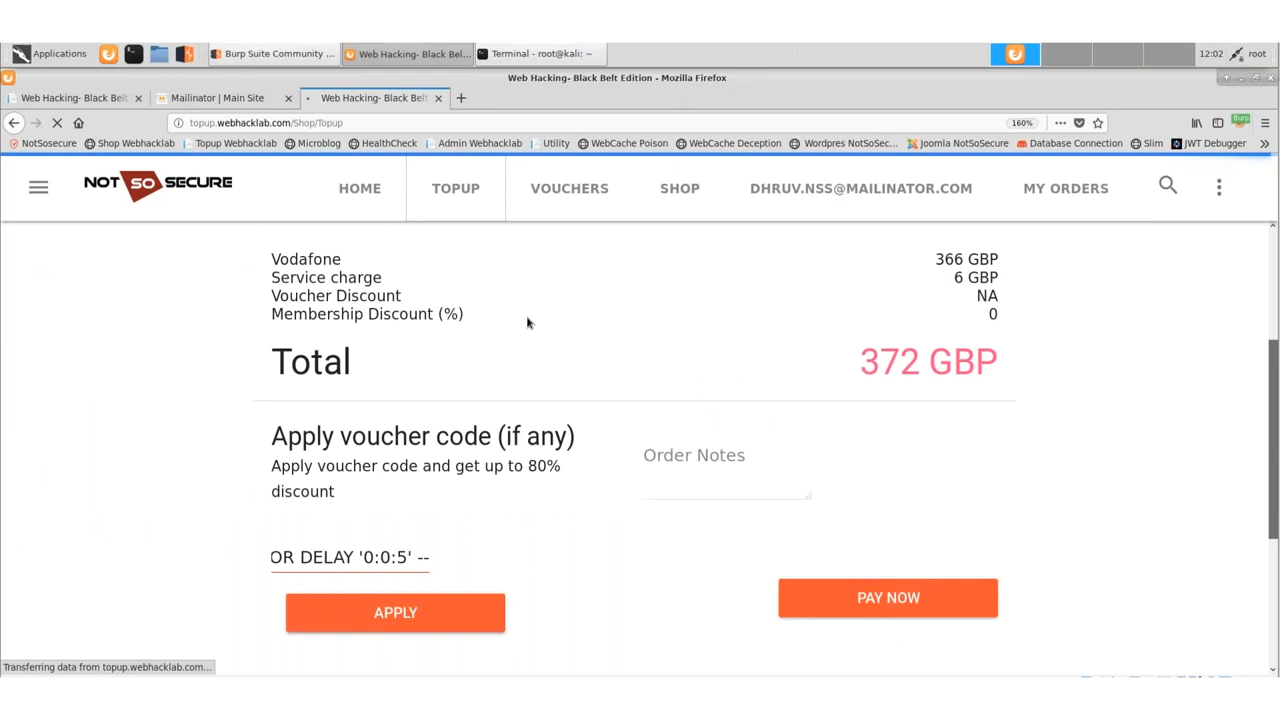 Applications Burp Suite Community ... Web Hacking- Black Bel... Terminal - root@kali: ~ 12:02 root
Web Hacking- Black Belt Edition - Mozilla Firefox
Web Hacking- Black Belt Mailinator | Main Site Web Hacking- Black Belt
topup.webhacklab.com/Shop/Topup 160% Burp
NotSosecure Shop Webhacklab Topup Webhacklab Microblog HealthCheck Admin Webhacklab Utility WebCache Poison WebCache Deception Wordpres NoSec... Joomla NotSoSecure Database Connection Slim JWT Debugger
NOT SO SECURE HOME TOPUP VOUCHERS SHOP DHRUV.NSS@MAILINATOR.COM MY ORDERS
Vodafone 366 GBP
Service charge 6 GBP
Voucher Discount NA
Membership Discount (%) 0
Total 372 GBP
Apply voucher code (if any)
Order Notes
Apply voucher code and get up to 80%
discount
OR DELAY '0:0:5' --
APPLY
PAY NOW
Transferring data from topup.webhacklab.com...